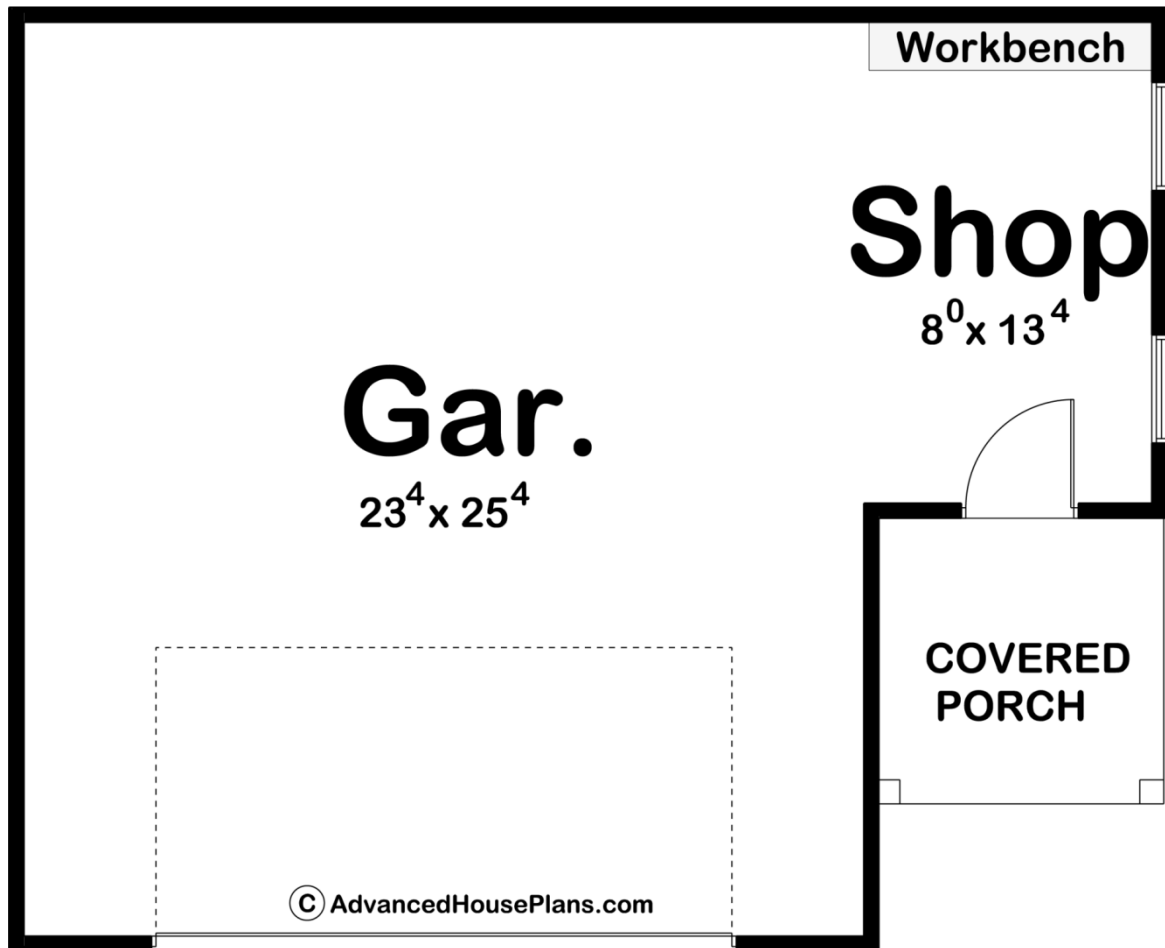 Workbench
Shop
8⁰x 13⁴
Gar.
23⁴x 25⁴
COVERED
PORCH
© AdvancedHousePlans.com